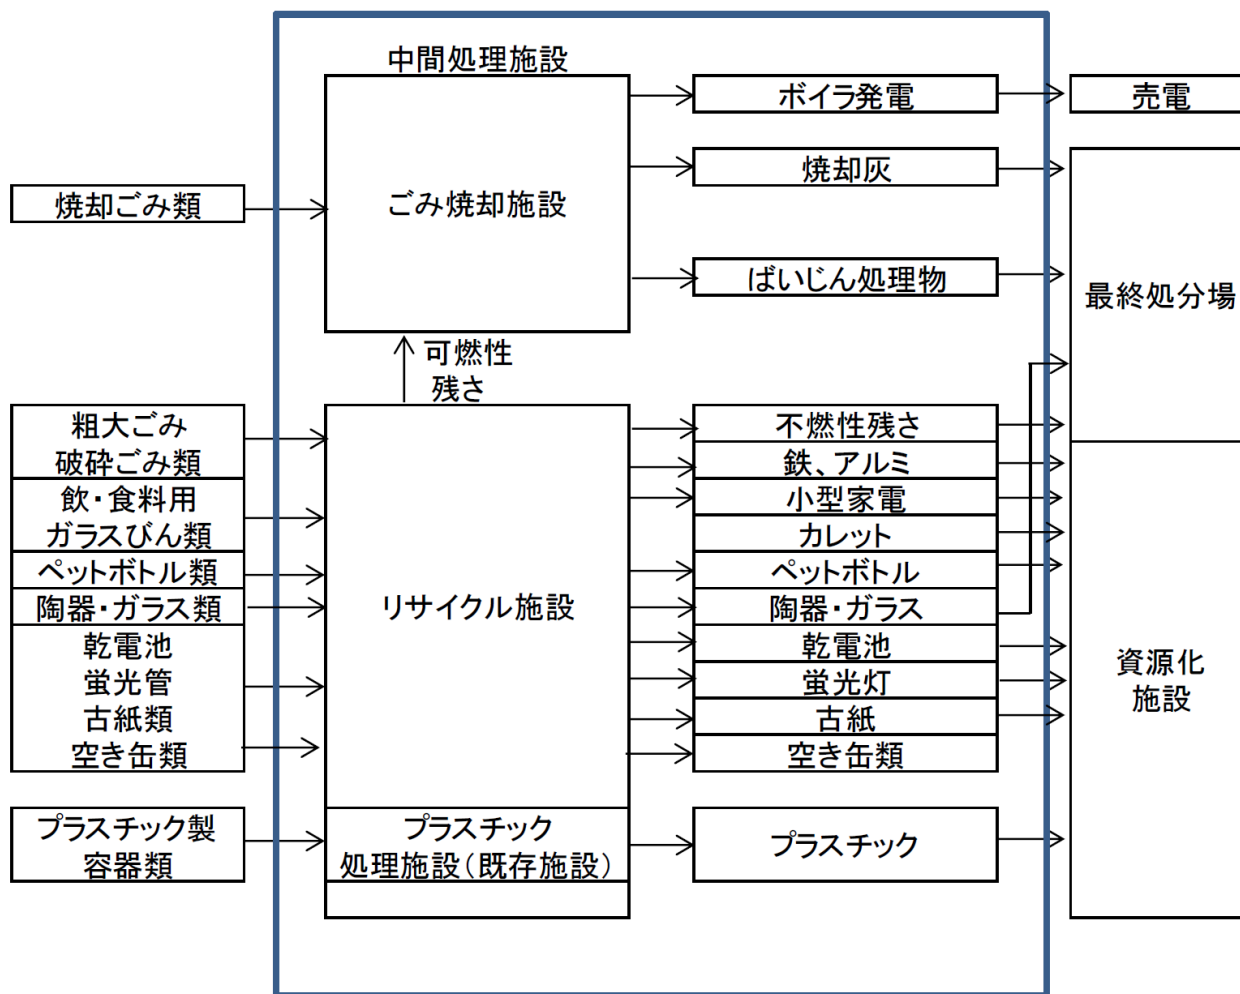 中間処理施設
ボイラ発電
売電
焼却ごみ類
ごみ焼却施設
焼却灰
ばいじん処理物
最終処分場
可燃性
残さ
粗大ごみ
破砕ごみ類
飲・食料用
ガラスびん類
ペットボトル類
陶器・ガラス類
乾電池
蛍光管
古紙類
空き缶類
リサイクル施設
不燃性残さ
鉄、アルミ
小型家電
カレット
ペットボトル
陶器・ガラス
乾電池
蛍光灯
古紙
空き缶類
資源化
施設
プラスチック製
容器類
プラスチック
処理施設(既存施設)
プラスチック